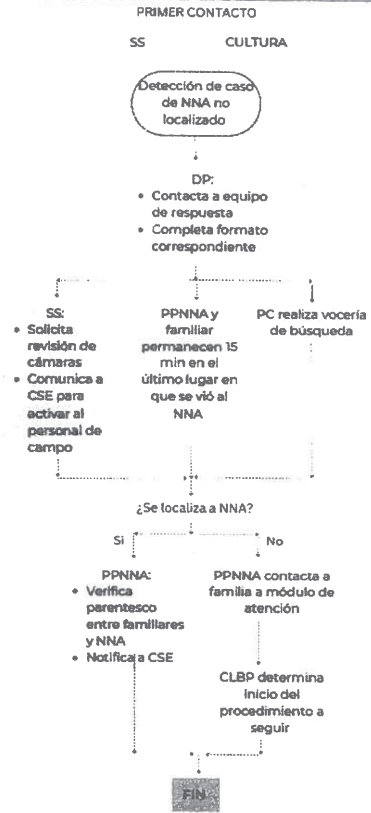 PRIMER CONTACTO
SS CULTURA
Detección de caso
de NNA no
localizado
DP:
• Contacta a equipo
de respuesta
• Completa formato
correspondiente
SS:
• Solicita
revisión de
cámaras
• Comunica a
CSE para
activar al
personal de
campo
PPNNA y
familiar
permanecen 15
min en el
último lugar en
que se vió al
NNA
PC realiza vocería
de búsqueda
¿Se localiza a NNA?
Si
No
PPNNA:
• Verifica
parentesco
entre familiares
y NNA
• Notifica a CSE
PPNNA contacta a
familia a módulo de
atención
CLBP determina
inicio del
procedimiento a
seguir
FIN